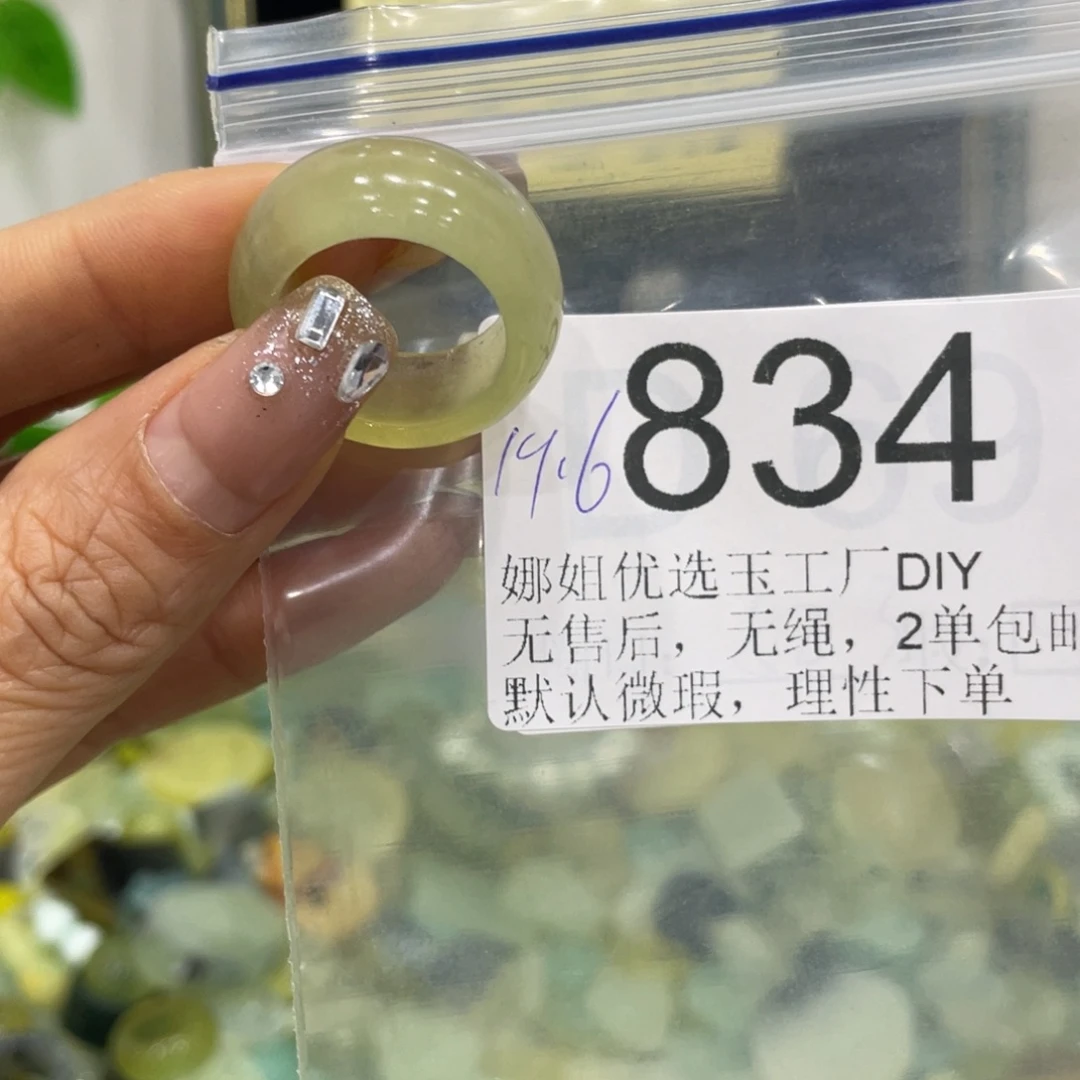 834
19.6
娜姐优选玉工厂DIY
无售后，无绳，2单包邮
默认微瑕，理性下单